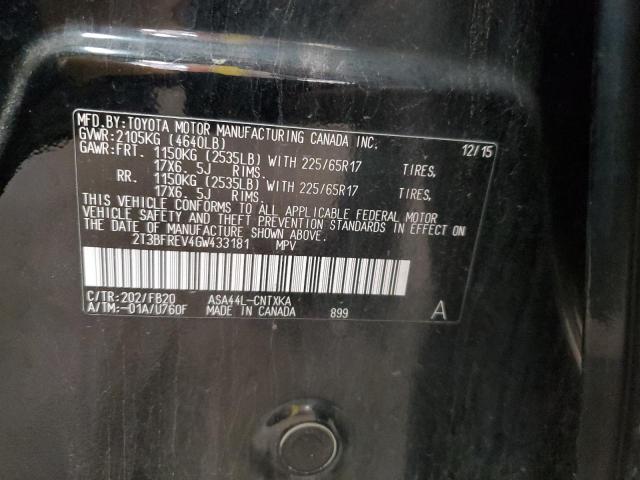 MFD.BY:TOYOTA MOTOR MANUFACTURING CANADA INC. 12/15
GVWR:2105KG (4640LB)
GAWR:FRT. 1150KG (2535LB) WITH 225/65R17 TIRES,
17X6. 5J RIMS.
RR. 1150KG (2535LB) WITH 225/65R17 TIRES,
17X6. 5J RIMS.
THIS VEHICLE CONFORMS TO ALL APPLICABLE FEDERAL MOTOR
VEHICLE SAFETY AND THEFT PREVENTION STANDARDS IN EFFECT
ON THE DATE OF MANUFACTURE SHOWN ABOVE.
2T3BFREV4GW433181 MPV
C/TR:202/FB20 ASA44L-CNTXKA
A/TM:-01A/U760F MADE IN CANADA 899 A